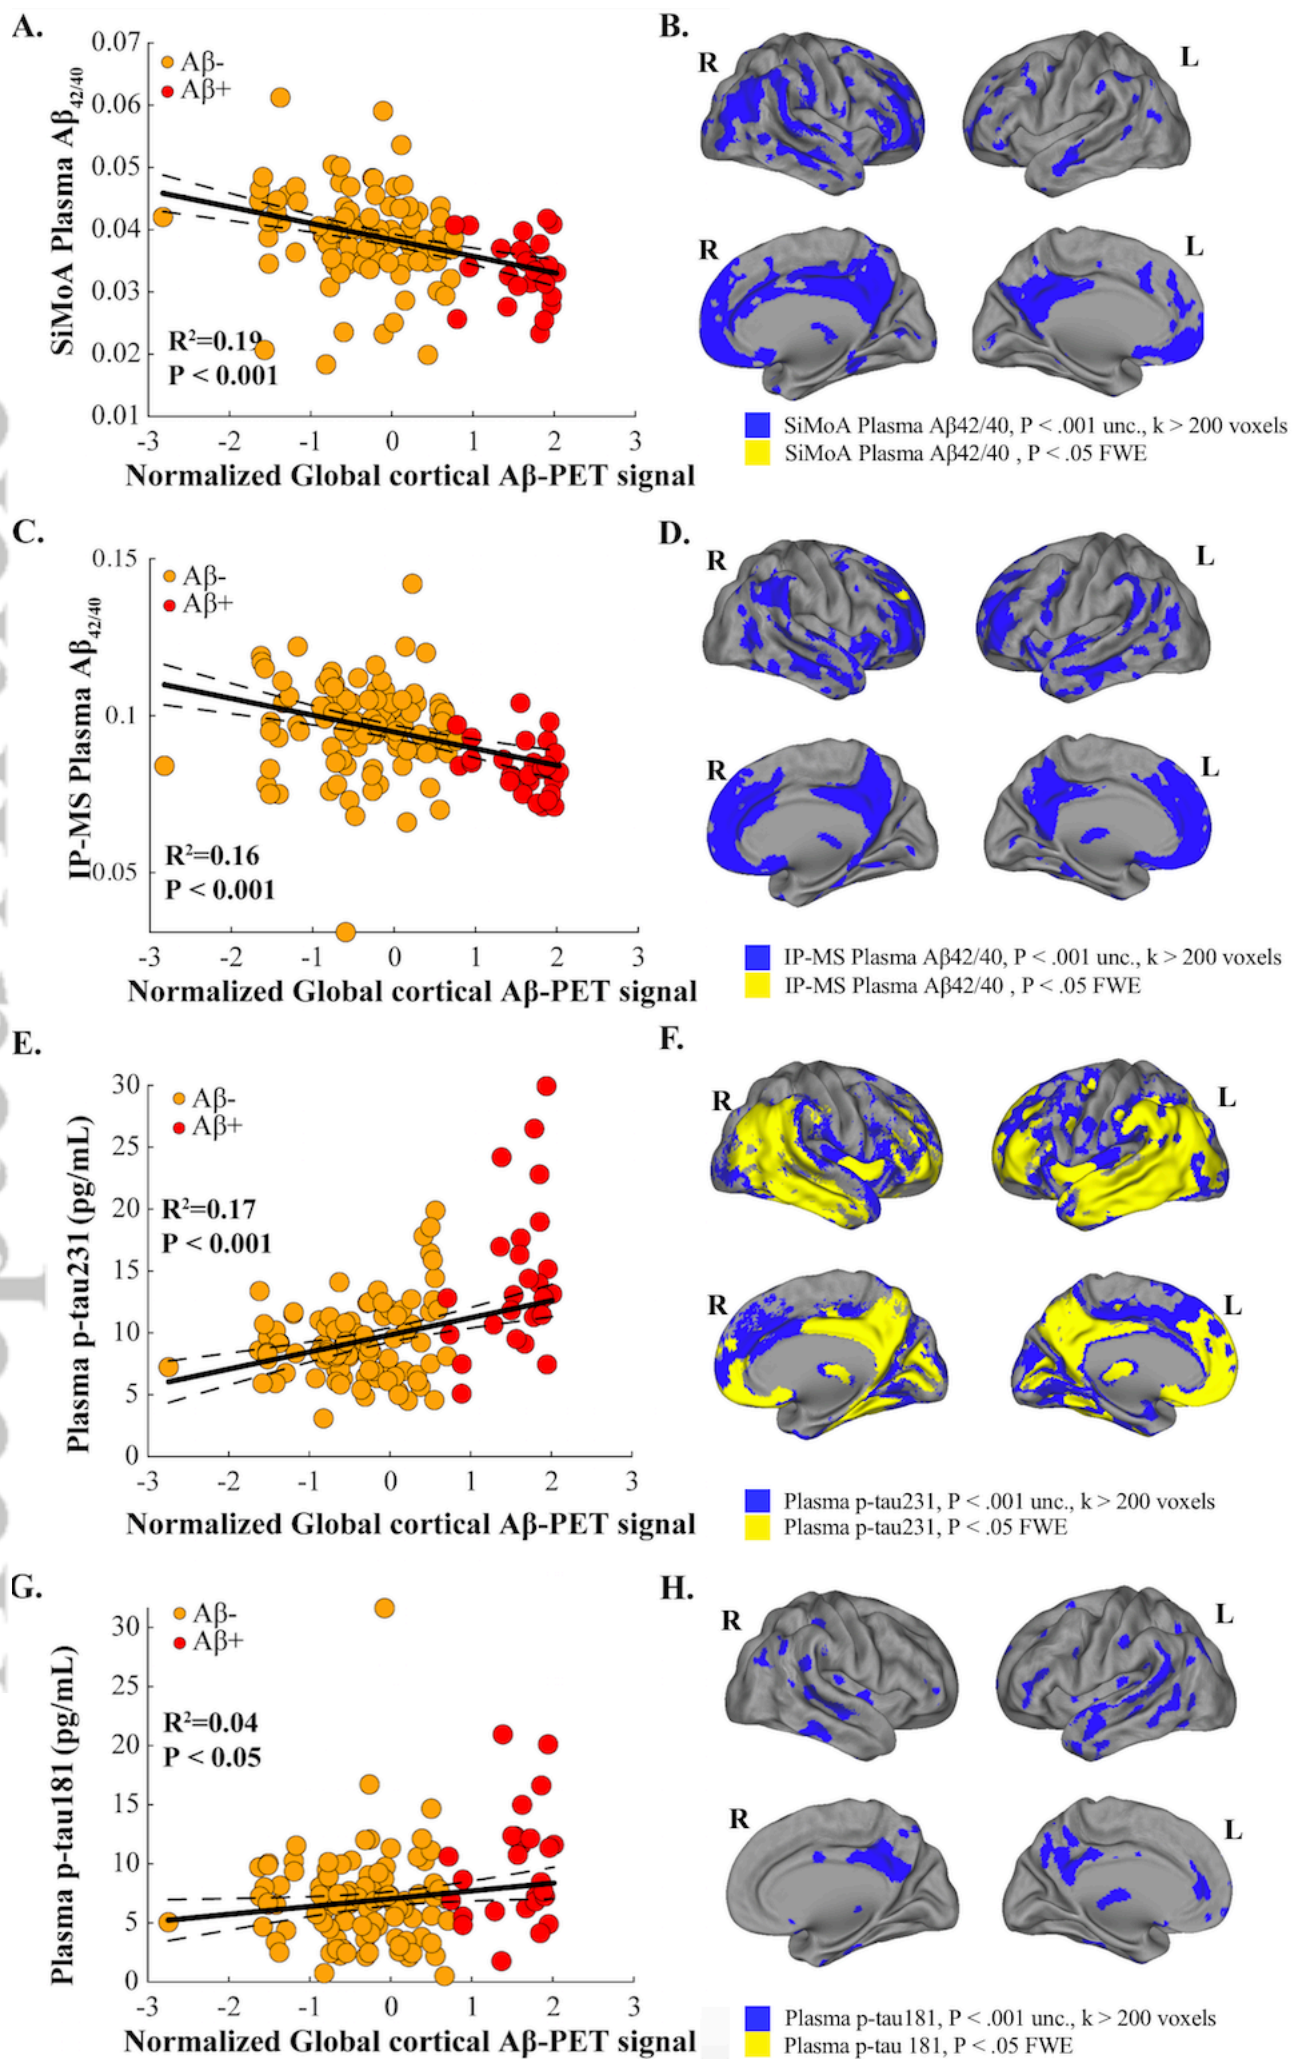 A.
0.07
0.06
0.05
0.04
0.03
0.02
0.01
SiMoA Plasma Aβ42/40
Aβ-
Aβ+
R²=0.19
P < 0.001
-3 -2 -1 0 1 2 3
Normalized Global cortical Aβ-PET signal
B.
R L
R L
SiMoA Plasma Aβ42/40, P < .001 unc., k > 200 voxels
SiMoA Plasma Aβ42/40 , P < .05 FWE
C.
0.15
0.1
0.05
IP-MS Plasma Aβ42/40
Aβ-
Aβ+
R²=0.16
P < 0.001
-3 -2 -1 0 1 2 3
Normalized Global cortical Aβ-PET signal
D.
R L
R L
IP-MS Plasma Aβ42/40, P < .001 unc., k > 200 voxels
IP-MS Plasma Aβ42/40 , P < .05 FWE
E.
30
25
20
15
10
5
0
Plasma p-tau231 (pg/mL)
Aβ-
Aβ+
R²=0.17
P < 0.001
-3 -2 -1 0 1 2 3
Normalized Global cortical Aβ-PET signal
F.
R L
R L
Plasma p-tau231, P < .001 unc., k > 200 voxels
Plasma p-tau231, P < .05 FWE
G.
30
25
20
15
10
5
0
Plasma p-tau181 (pg/mL)
Aβ-
Aβ+
R²=0.04
P < 0.05
-3 -2 -1 0 1 2 3
Normalized Global cortical Aβ-PET signal
H.
R L
R L
Plasma p-tau181, P < .001 unc., k > 200 voxels
Plasma p-tau 181, P < .05 FWE